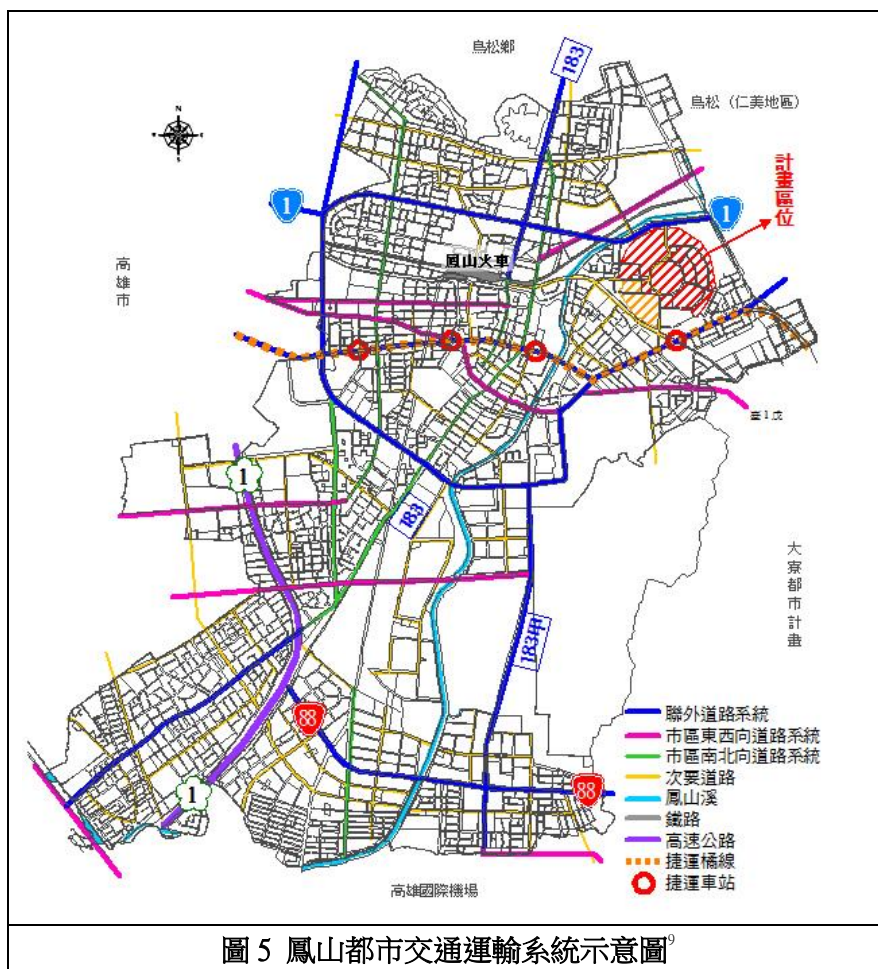 鳥松鄉
183
鳥松（仁美地區）
N
計畫區位
1
1
高雄市
鳳山火車
臺1戊
1
183
大寮都市計畫
183甲
88
88
1
聯外道路系統
市區東西向道路系統
市區南北向道路系統
次要道路
鳳山溪
鐵路
高速公路
捷運橘線
捷運車站
高雄國際機場
圖 5 鳳山都市交通運輸系統示意圖9